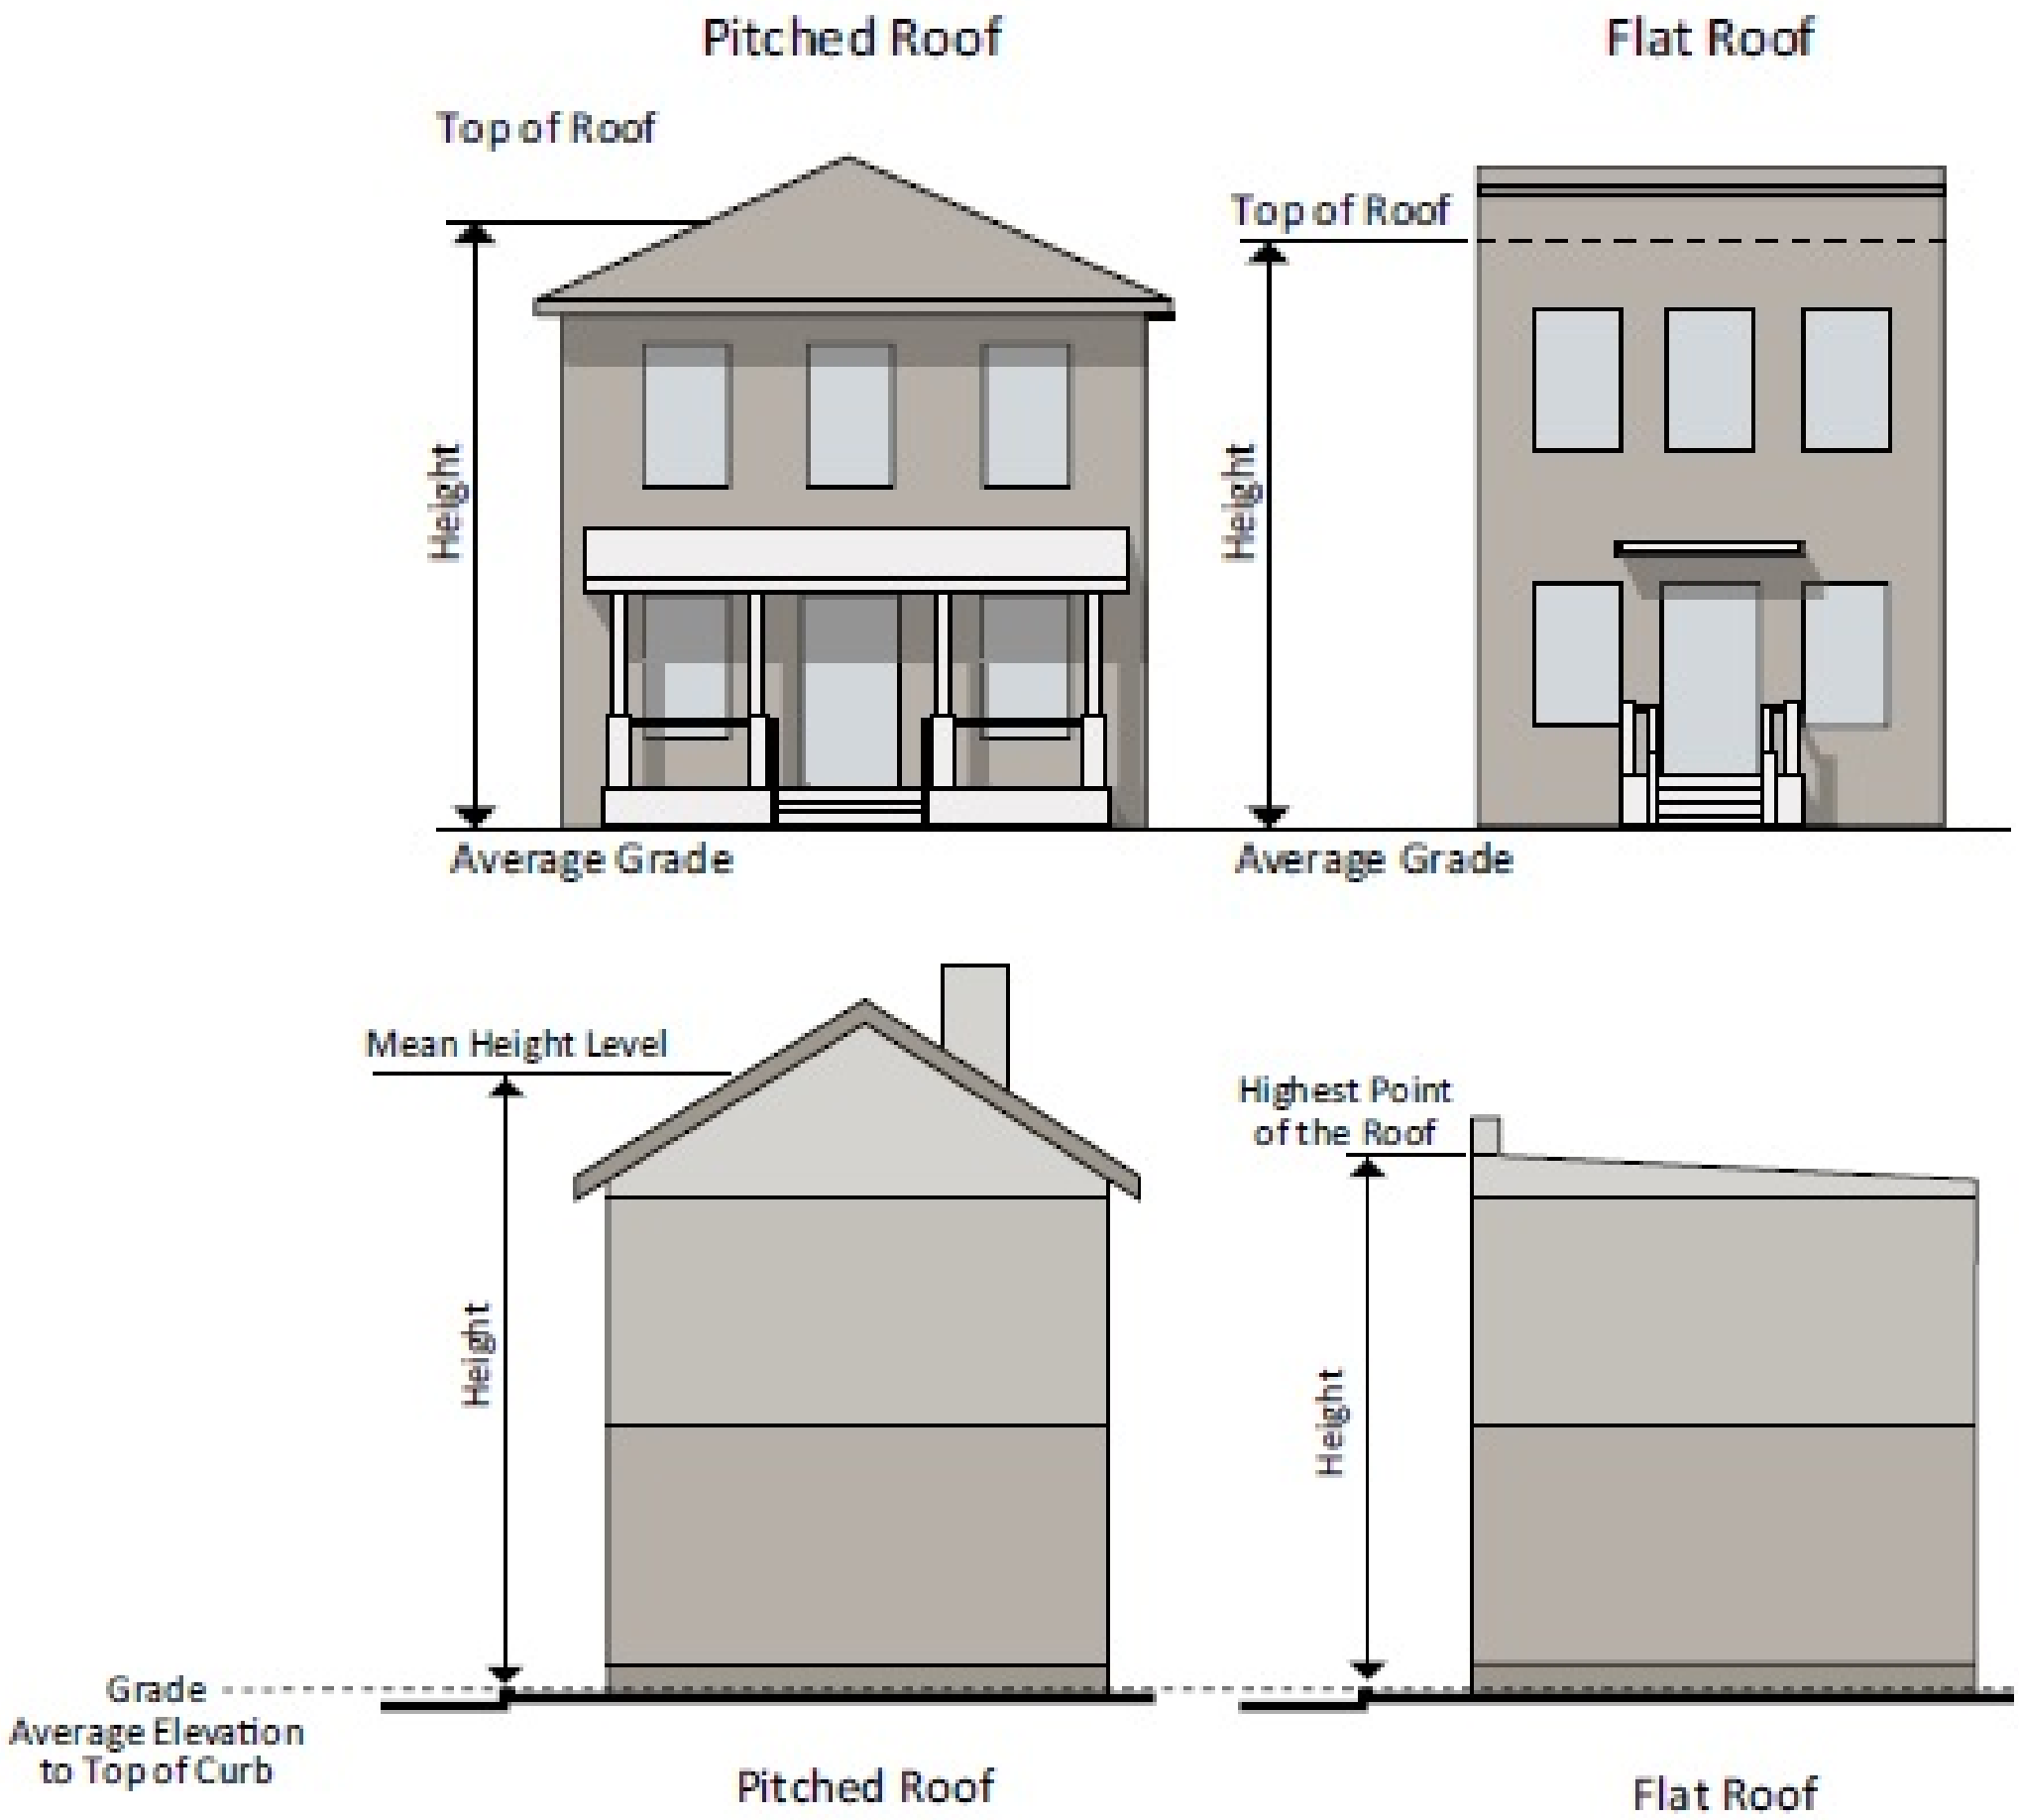 Pitched Roof
Flat Roof
Top of Roof
Top of Roof
Height
Height
Average Grade
Average Grade
Mean Height Level
Highest Point
of the Roof
Height
Height
Grade
Average Elevation
to Top of Curb
Pitched Roof
Flat Roof